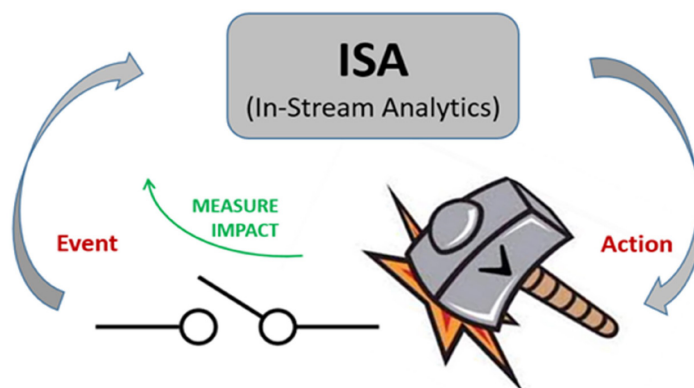 ISA
(In-Stream Analytics)
MEASURE
IMPACT
Event
Action